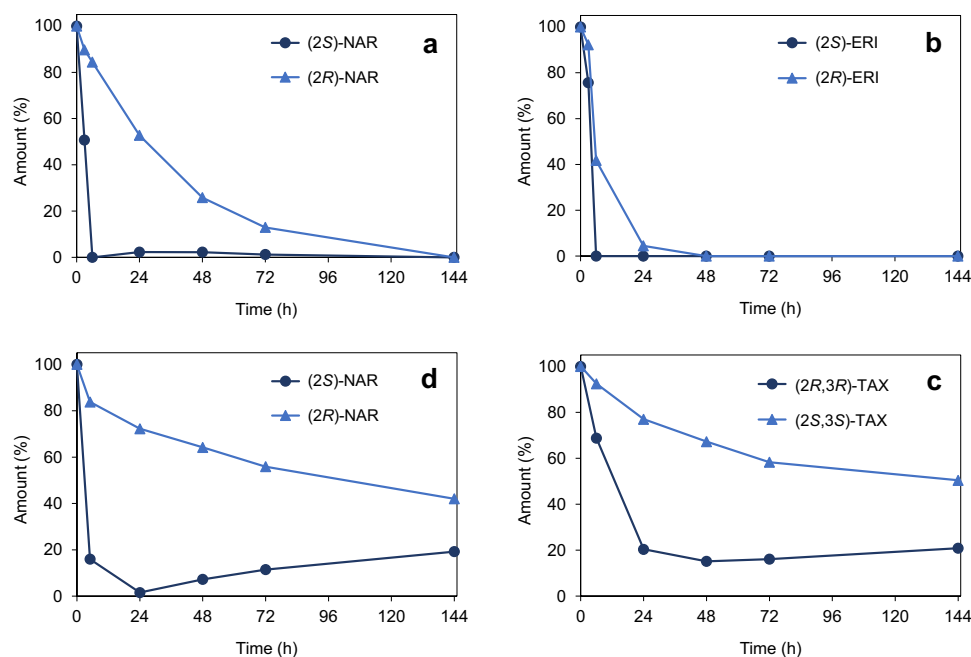 a
(2S)-NAR
(2R)-NAR
Amount (%)
100
80
60
40
20
0
0 24 48 72 96 120 144
Time (h)
b
(2S)-ERI
(2R)-ERI
Amount (%)
100
80
60
40
20
0
0 24 48 72 96 120 144
Time (h)
d
(2S)-NAR
(2R)-NAR
Amount (%)
100
80
60
40
20
0
0 24 48 72 96 120 144
Time (h)
c
(2R,3R)-TAX
(2S,3S)-TAX
Amount (%)
100
80
60
40
20
0
0 24 48 72 96 120 144
Time (h)